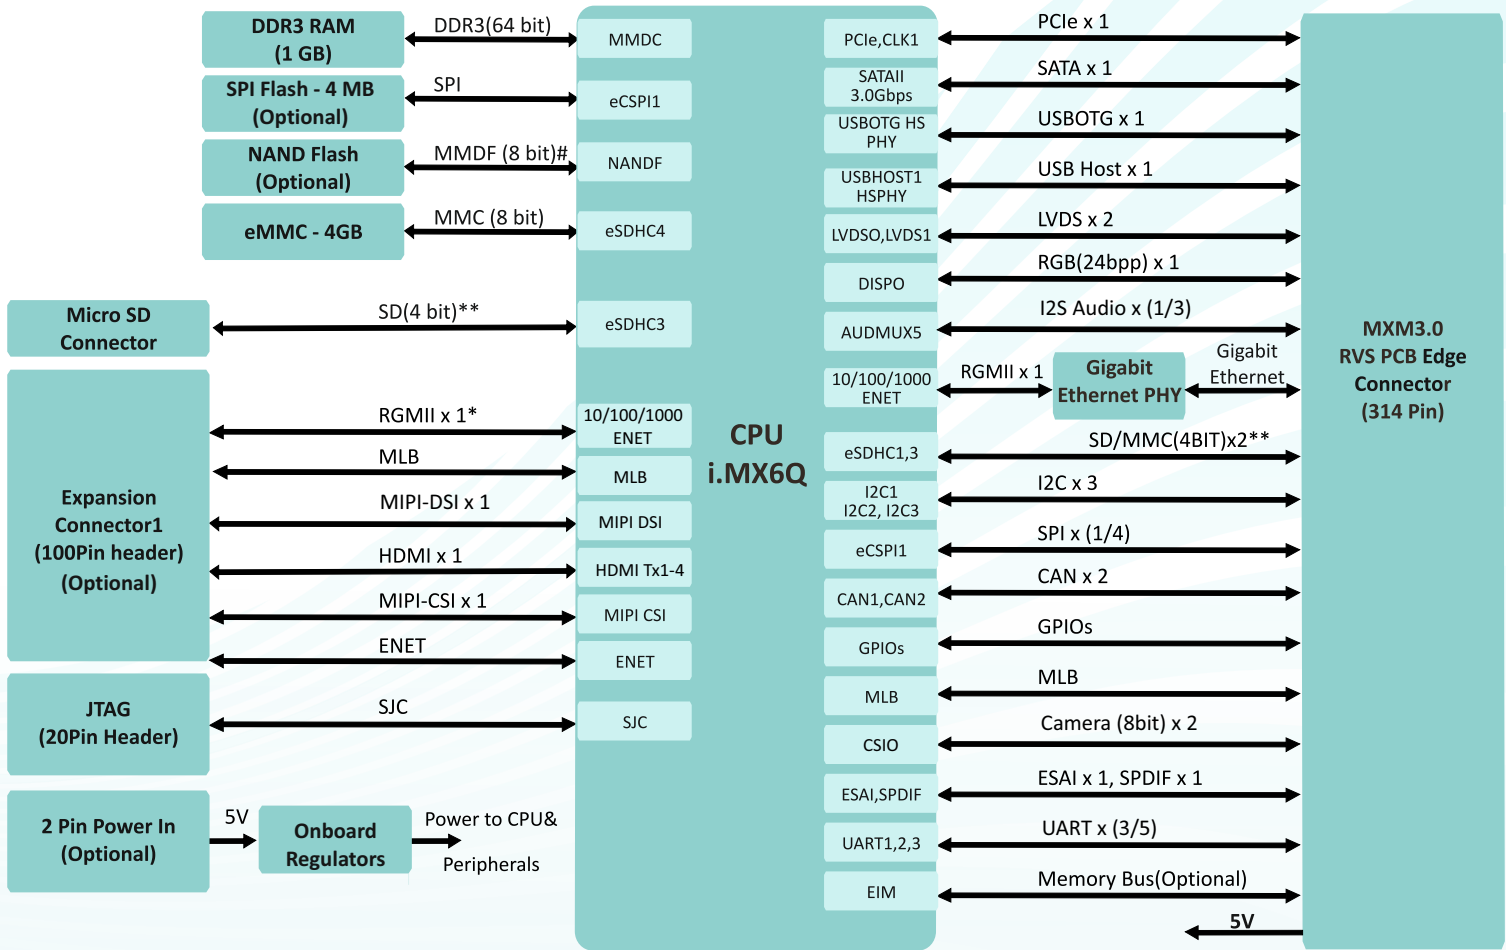 DDR3 RAM
(1 GB)
DDR3(64 bit)
MMDC
SPI Flash - 4 MB
(Optional)
SPI
eCSPI1
NAND Flash
(Optional)
MMDF (8 bit)#
NANDF
eMMC - 4GB
MMC (8 bit)
eSDHC4
Micro SD
Connector
SD(4 bit)**
eSDHC3
Expansion
Connector1
(100Pin header)
(Optional)
RGMII x 1*
10/100/1000
ENET
MLB
MLB
MIPI-DSI x 1
MIPI DSI
HDMI x 1
HDMI Tx1-4
MIPI-CSI x 1
MIPI CSI
ENET
ENET
JTAG
(20Pin Header)
SJC
SJC
2 Pin Power In
(Optional)
5V
Onboard
Regulators
Power to CPU&
Peripherals
CPU
i.MX6Q
PCIe,CLK1
PCIe x 1
SATAII
3.0Gbps
SATA x 1
USBOTG HS
PHY
USBOTG x 1
USBHOST1
HSPHY
USB Host x 1
LVDSO,LVDS1
LVDS x 2
DISPO
RGB(24bpp) x 1
AUDMUX5
I2S Audio x (1/3)
10/100/1000
ENET
RGMII x 1
Gigabit
Ethernet PHY
Gigabit
Ethernet
eSDHC1,3
SD/MMC(4BIT)x2**
I2C1
I2C2, I2C3
I2C x 3
eCSPI1
SPI x (1/4)
CAN1,CAN2
CAN x 2
GPIOs
GPIOs
MLB
MLB
CSIO
Camera (8bit) x 2
ESAI,SPDIF
ESAI x 1, SPDIF x 1
UART1,2,3
UART x (3/5)
EIM
Memory Bus(Optional)
5V
MXM3.0
RVS PCB Edge
Connector
(314 Pin)